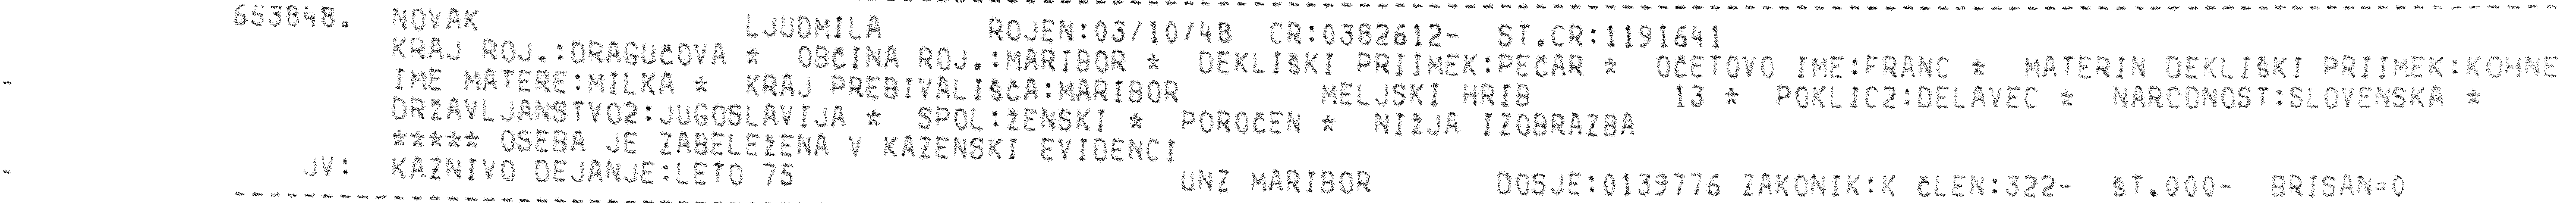 653848. NOVAK LJUDMILA ROJEN:03/10/48 CR:0382612- ST.CR:1191641
KRAJ ROJ.:DRAGUČOVA * OBČINA ROJ.:MARIBOR * DEKLIŠKI PRIIMEK:PEČAR * OČETOVO IME:FRANC * MATERIN DEKLIŠKI PRIIMEK:KOHNE
IME MATERE:MILKA * KRAJ PREBIVALIŠČA:MARIBOR MELJSKI HRIB 13 * POKLIC2:DELAVEC * NARODNOST:SLOVENSKA *
DRŽAVLJANSTVO2:JUGOSLAVIJA * SPOL:ŽENSKI * POROČEN * NIŽJA IZOBRAZBA
***** OSEBA JE ZABELEŽENA V KAZENSKI EVIDENCI
JV: KAZNIVO DEJANJE:LETO 75 UNZ MARIBOR DOSJE:0139776 ZAKONIK:K ČLEN:322- ŠT.000- BRISAN=0